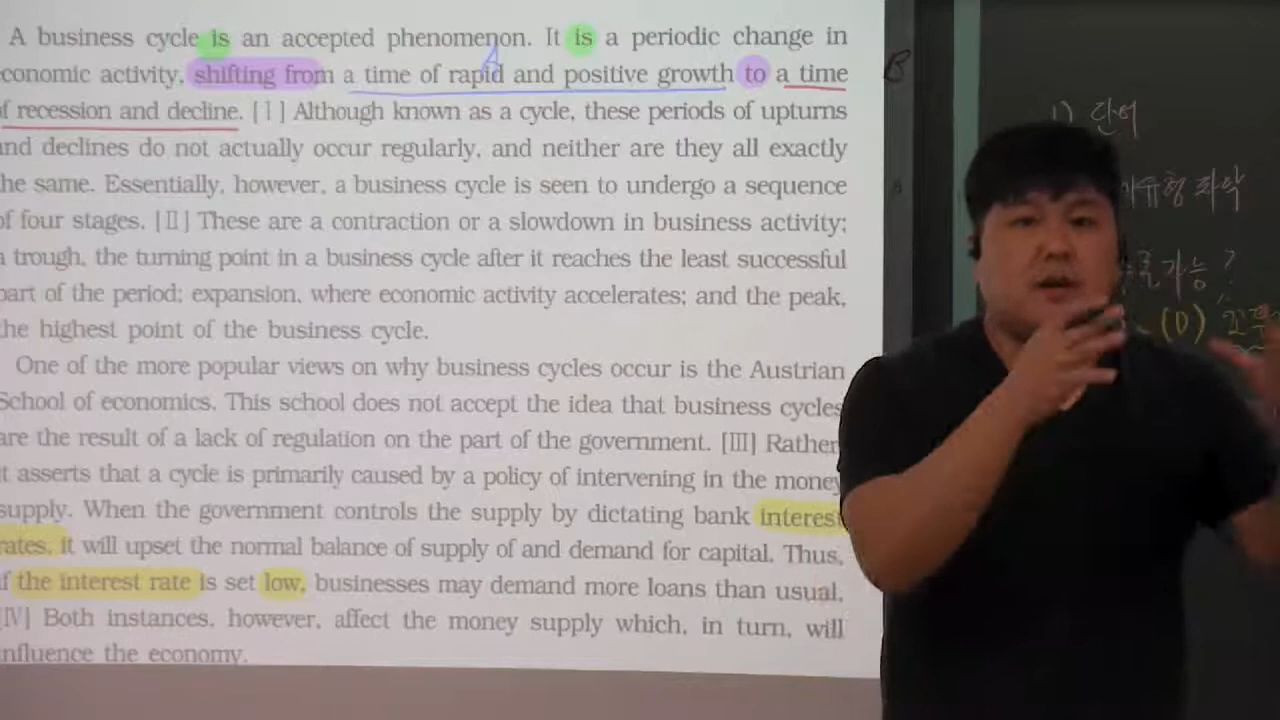 A business cycle is an accepted phenomenon. It is a periodic change in
conomic activity, shifting from a time of rapid and positive growth to a time
f recession and decline. [Ⅰ] Although known as a cycle, these periods of upturns
nd declines do not actually occur regularly, and neither are they all exactly
he same. Essentially, however, a business cycle is seen to undergo a sequence
of four stages. [Ⅱ] These are a contraction or a slowdown in business activity;
a trough, the turning point in a business cycle after it reaches the least successful
part of the period; expansion, where economic activity accelerates; and the peak,
the highest point of the business cycle.
One of the more popular views on why business cycles occur is the Austrian
School of economics. This school does not accept the idea that business cycles
are the result of a lack of regulation on the part of the government. [Ⅲ] Rather
it asserts that a cycle is primarily caused by a policy of intervening in the money
supply. When the government controls the supply by dictating bank interest
rates, it will upset the normal balance of supply of and demand for capital. Thus,
if the interest rate is set low, businesses may demand more loans than usual.
[Ⅳ] Both instances, however, affect the money supply which, in turn, will
nfluence the economy.
B
1) 단어
유형 파악
가능?
(D)